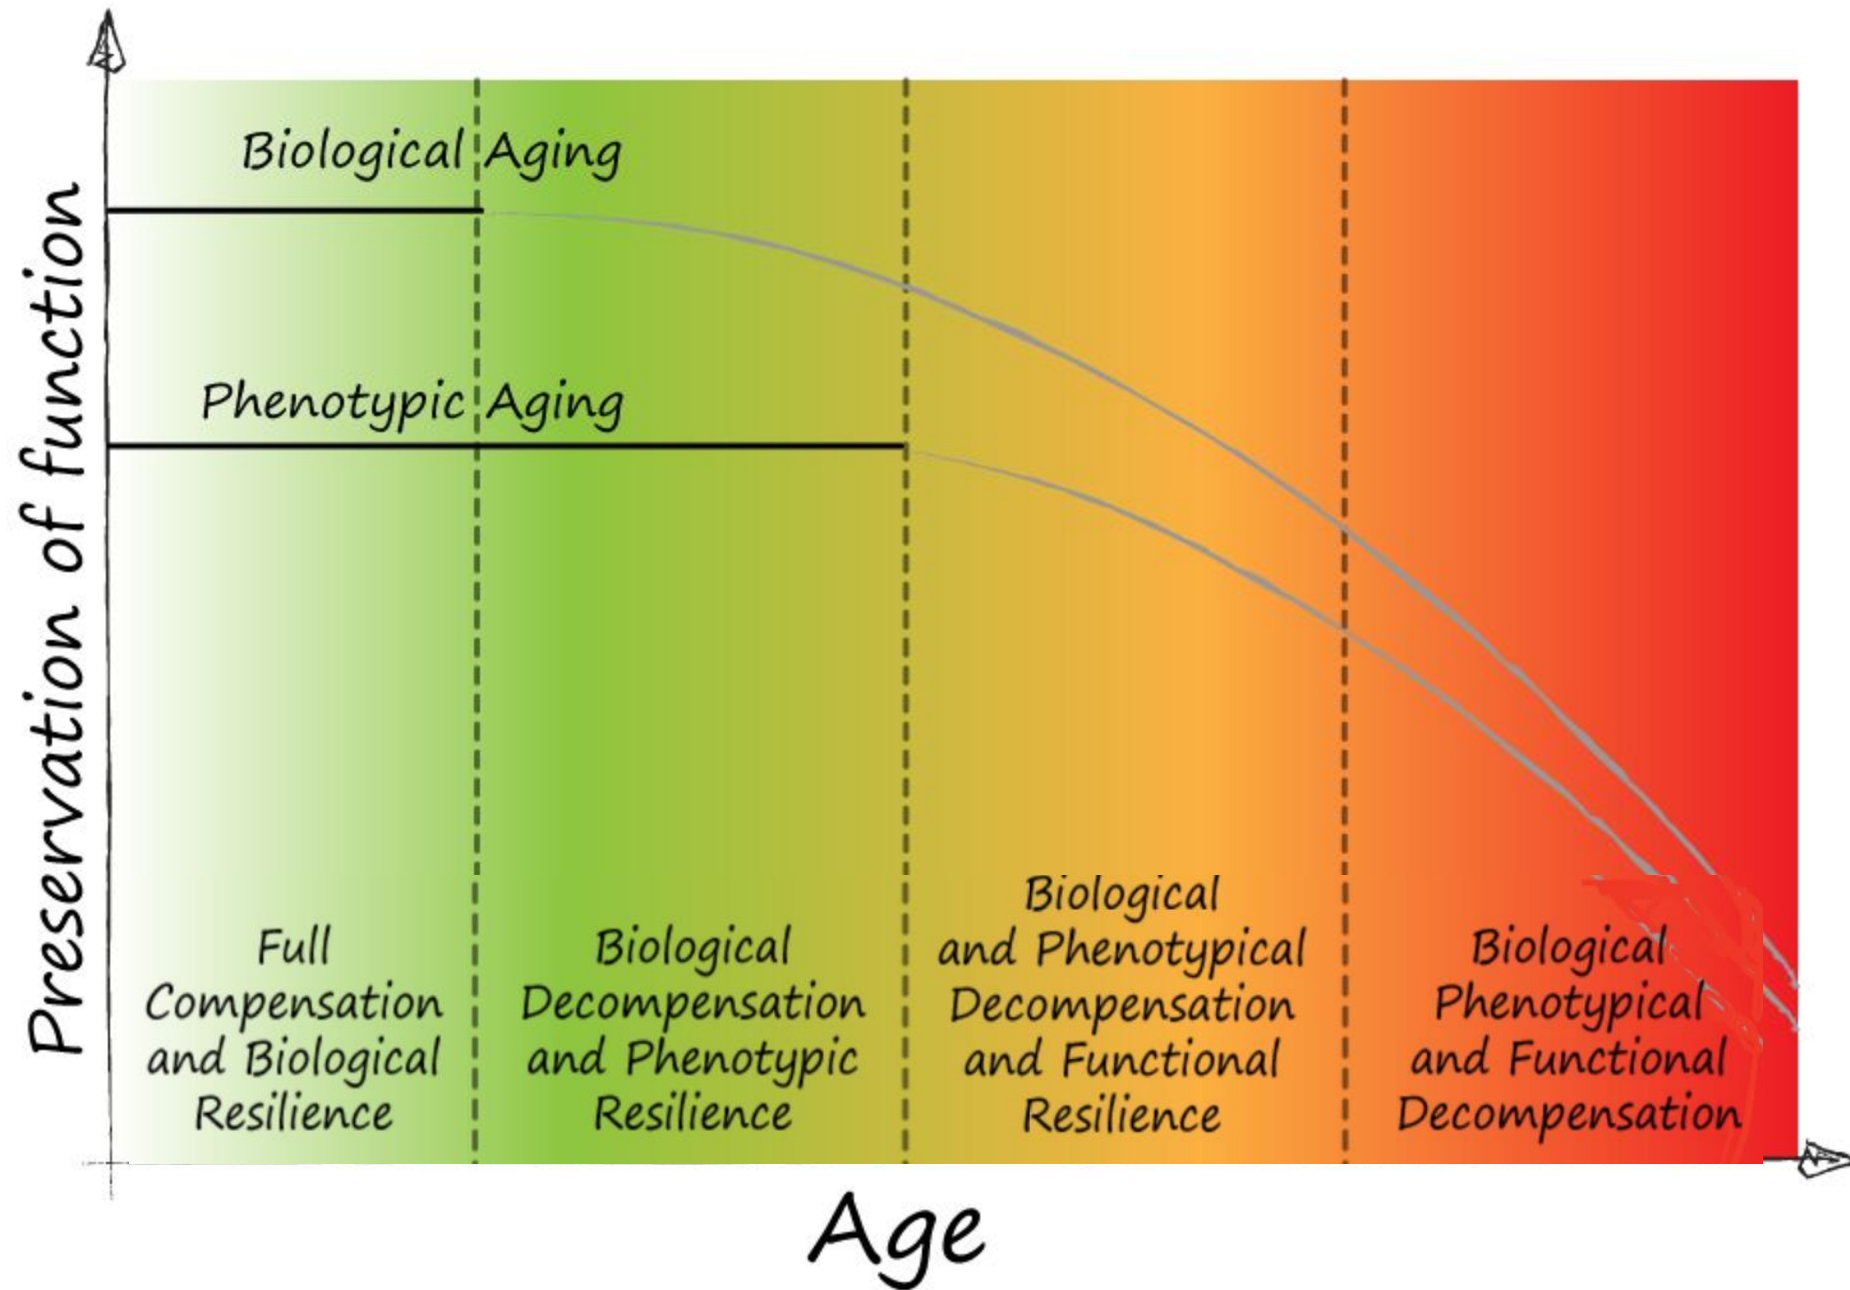 Biological Aging
Phenotypic Aging
Preservation of function
Full
Compensation
and Biological
Resilience
Biological
Decompensation
and Phenotypic
Resilience
Biological
and Phenotypical
Decompensation
and Functional
Resilience
Biological
Phenotypical
and Functional
Decompensation
Age